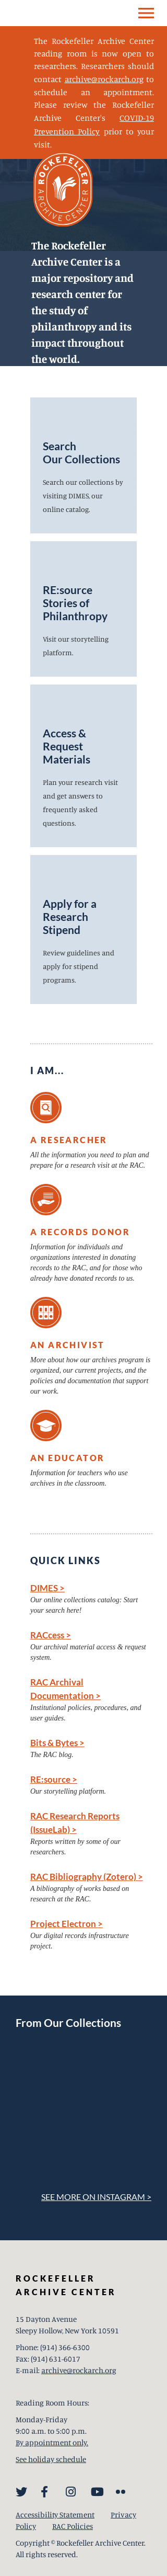 The Rockefeller Archive Center
reading room is now open to
researchers. Researchers should
contact archive@rockarch.org to
schedule an appointment.
Please review the Rockefeller
Archive Center's COVID-19
Prevention Policy prior to your
visit.
ROCKEFELLER
ARCHIVE CENTER
The Rockefeller
Archive Center is a
major repository and
research center for
the study of
philanthropy and its
impact throughout
the world.
Search
Our Collections
Search our collections by
visiting DIMES, our
online catalog.
RE:source
Stories of
Philanthropy
Visit our storytelling
platform.
Access &
Request
Materials
Plan your research visit
and get answers to
frequently asked
questions.
Apply for a
Research
Stipend
Review guidelines and
apply for stipend
programs.
I AM...
A RESEARCHER
All the information you need to plan and
prepare for a research visit at the RAC.
A RECORDS DONOR
Information for individuals and
organizations interested in donating
records to the RAC, and for those who
already have donated records to us.
AN ARCHIVIST
More about how our archives program is
organized, our current projects, and the
policies and documentation that support
our work.
AN EDUCATOR
Information for teachers who use
archives in the classroom.
QUICK LINKS
DIMES >
Our online collections catalog: Start
your search here!
RACcess >
Our archival material access & request
system.
RAC Archival
Documentation >
Institutional policies, procedures, and
user guides.
Bits & Bytes >
The RAC blog.
RE:source >
Our storytelling platform.
RAC Research Reports
(IssueLab) >
Reports written by some of our
researchers.
RAC Bibliography (Zotero) >
A bibliography of works based on
research at the RAC.
Project Electron >
Our digital records infrastructure
project.
From Our Collections
SEE MORE ON INSTAGRAM >
ROCKEFELLER
ARCHIVE CENTER
15 Dayton Avenue
Sleepy Hollow, New York 10591
Phone: (914) 366-6300
Fax: (914) 631-6017
E-mail: archive@rockarch.org
Reading Room Hours:
Monday-Friday
9:00 a.m. to 5:00 p.m.
By appointment only.
See holiday schedule
Accessibility Statement Privacy
Policy RAC Policies
Copyright © Rockefeller Archive Center.
All rights reserved.